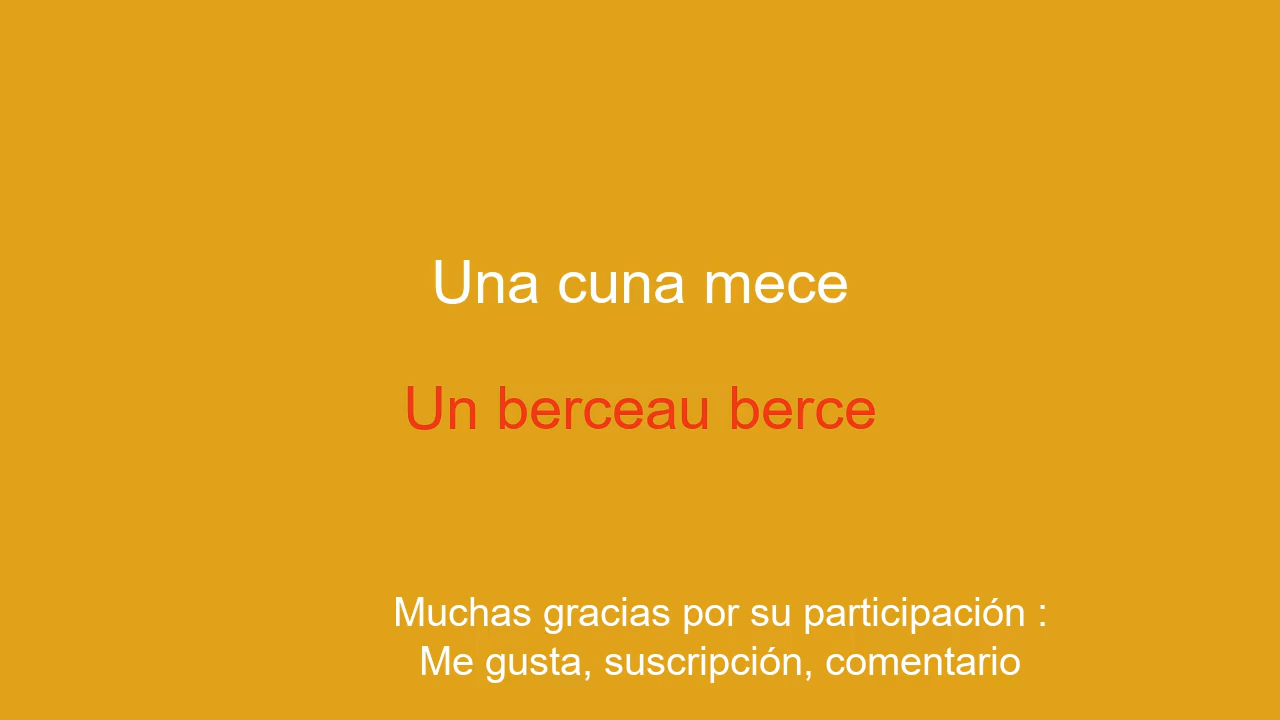 Una cuna mece
Un berceau berce
Muchas gracias por su participación :
Me gusta, suscripción, comentario